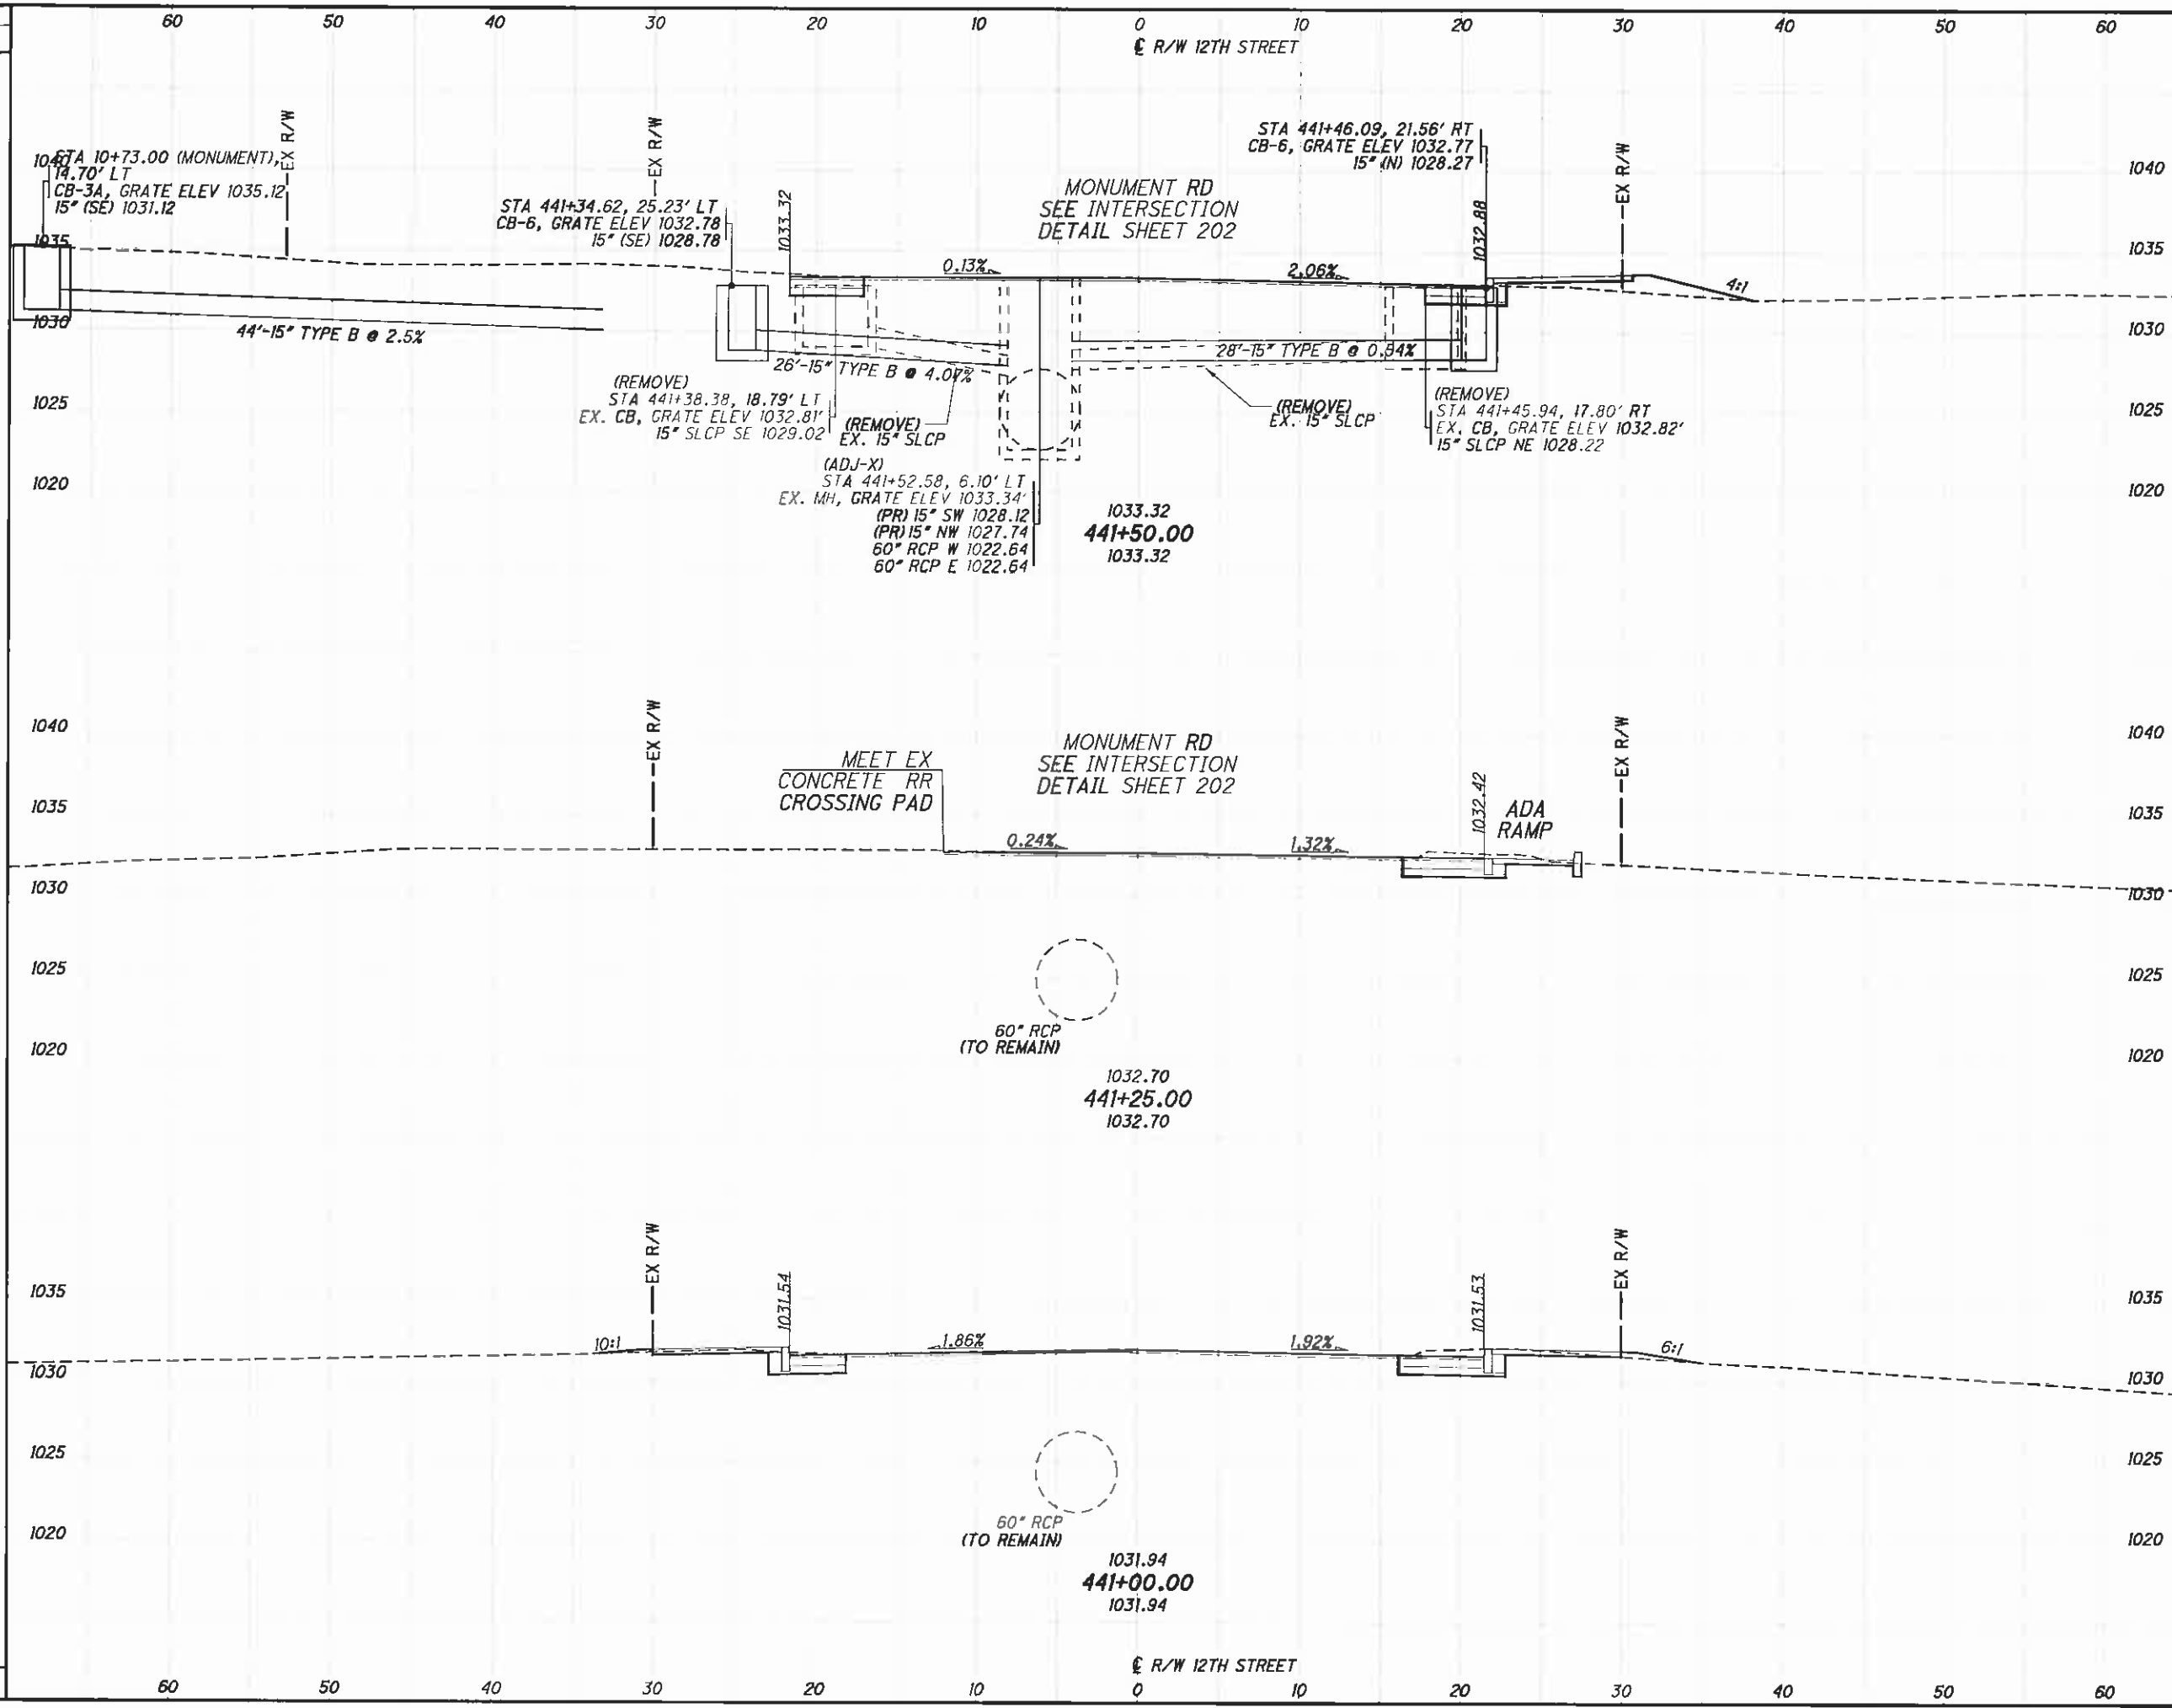 60 50 40 30 20 10 0 10 20 30 40 50 60
℄ R/W 12TH STREET
STA 10+73.00 (MONUMENT),
14.70' LT
CB-3A, GRATE ELEV 1035.12
15" (SE) 1031.12
EX R/W
EX R/W
STA 441+34.62, 25.23' LT
CB-6, GRATE ELEV 1032.78
15" (SE) 1028.78
1033.32
MONUMENT RD
SEE INTERSECTION
DETAIL SHEET 202
STA 441+46.09, 21.56' RT
CB-6, GRATE ELEV 1032.77
15" (N) 1028.27
1032.88
EX R/W
1040 1040
1035 1035
1030 1030
1025 1025
1020 1020
0.13%
2.06%
4:1
44'-15" TYPE B @ 2.5%
26'-15" TYPE B @ 4.07%
28'-15" TYPE B @ 0.54%
(REMOVE)
STA 441+38.38, 18.79' LT
EX. CB, GRATE ELEV 1032.81'
15" SLCP SE 1029.02
(REMOVE)
EX. 15" SLCP
(REMOVE)
EX. 15" SLCP
(REMOVE)
STA 441+45.94, 17.80' RT
EX. CB, GRATE ELEV 1032.82'
15" SLCP NE 1028.22
(ADJ-X)
STA 441+52.58, 6.10' LT
EX. MH, GRATE ELEV 1033.34'
(PR) 15" SW 1028.12
(PR) 15" NW 1027.74
60" RCP W 1022.64
60" RCP E 1022.64
1033.32
441+50.00
1033.32
EX R/W
MEET EX
CONCRETE RR
CROSSING PAD
MONUMENT RD
SEE INTERSECTION
DETAIL SHEET 202
1032.42
ADA
RAMP
EX R/W
1040 1040
1035 1035
1030 1030
1025 1025
1020 1020
0.24%
1.32%
60" RCP
(TO REMAIN)
1032.70
441+25.00
1032.70
EX R/W
1031.54
1031.53
EX R/W
1035 1035
1030 1030
1025 1025
1020 1020
10:1
1.86%
1.92%
6:1
60" RCP
(TO REMAIN)
1031.94
441+00.00
1031.94
℄ R/W 12TH STREET
60 50 40 30 20 10 0 10 20 30 40 50 60